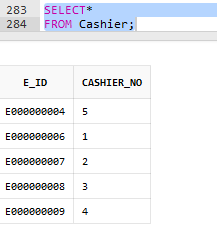 283 SELECT*
284 FROM Cashier;
E_ID CASHIER_NO
E000000004 5
E000000006 1
E000000007 2
E000000008 3
E000000009 4